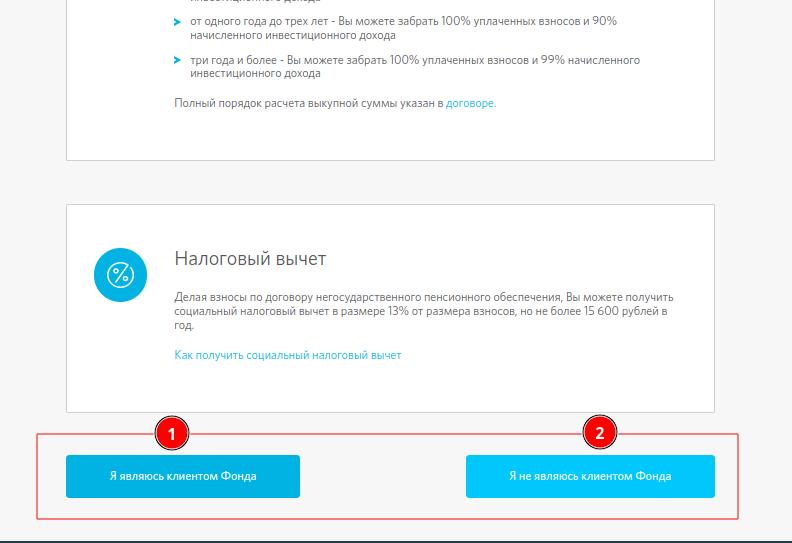 инвестиционного дохода
от одного года до трех лет - Вы можете забрать 100% уплаченных взносов и 90%
начисленного инвестиционного дохода
три года и более - Вы можете забрать 100% уплаченных взносов и 99% начисленного
инвестиционного дохода
Полный порядок расчета выкупной суммы указан в договоре.
Налоговый вычет
Делая взносы по договору негосударственного пенсионного обеспечения, Вы можете получить
социальный налоговый вычет в размере 13% от размера взносов, но не более 15 600 рублей в
год.
Как получить социальный налоговый вычет
1
2
Я являюсь клиентом Фонда
Я не являюсь клиентом Фонда